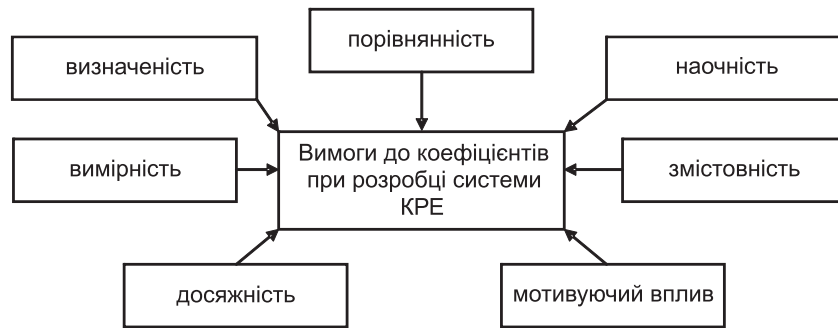 порівнянність
визначеність
наочність
Вимоги до коефіцієнтів
при розробці системи
КРЕ
вимірність
змістовність
досяжність
мотивуючий вплив